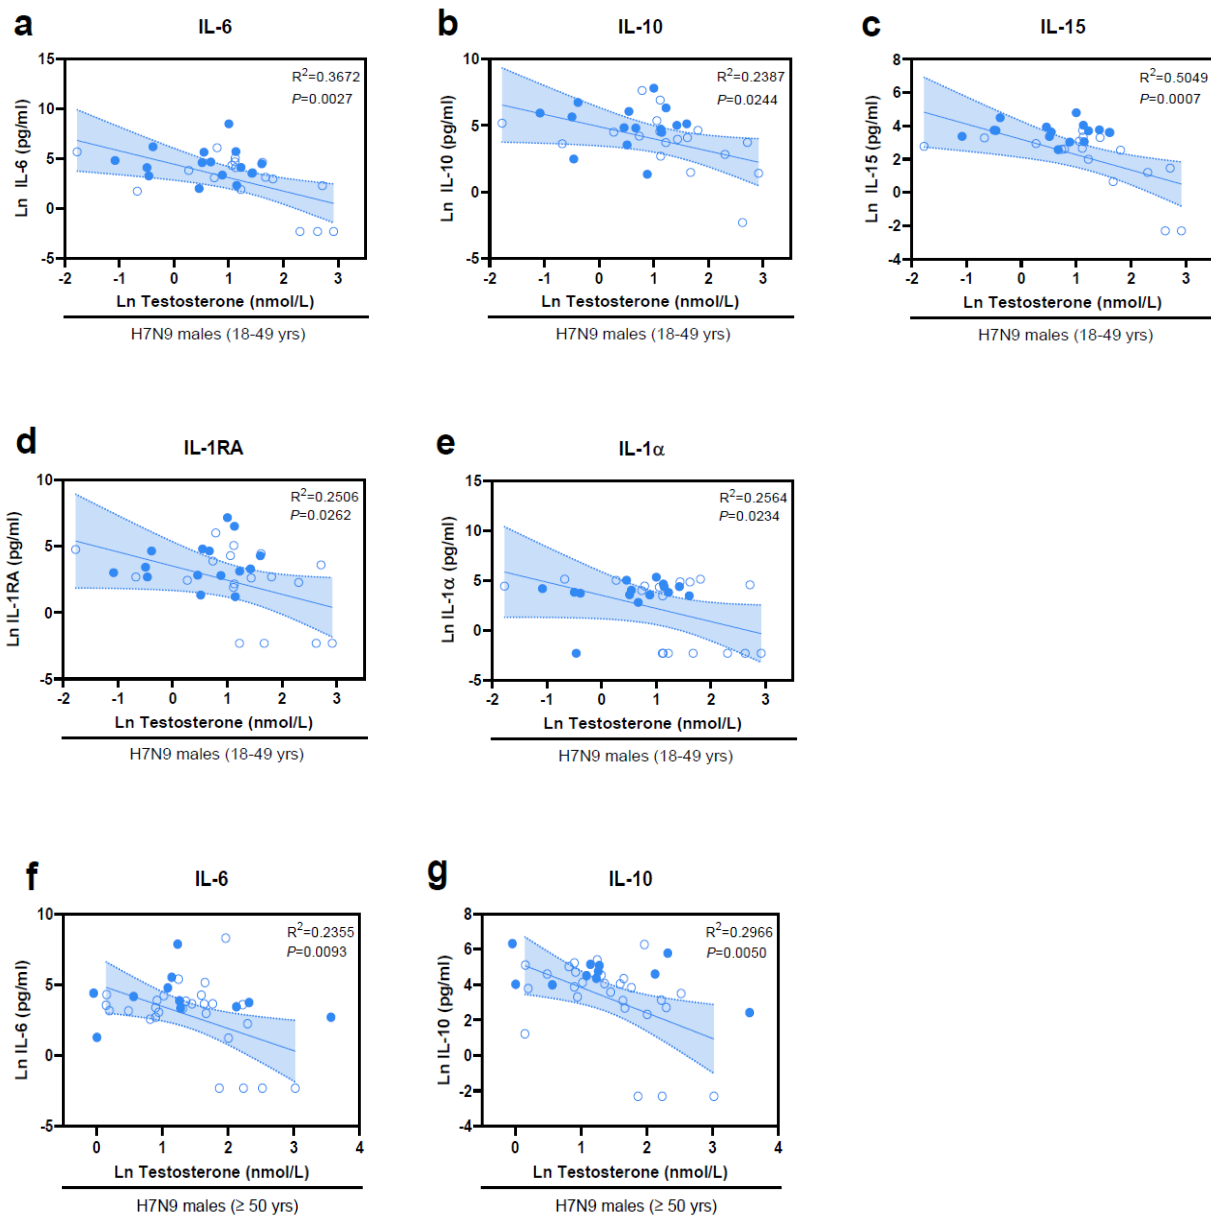 a
IL-6
R²=0.3672
P=0.0027
Ln IL-6 (pg/ml)
15
10
5
0
-5
-2 -1 0 1 2 3
Ln Testosterone (nmol/L)
H7N9 males (18-49 yrs)
b
IL-10
R²=0.2387
P=0.0244
Ln IL-10 (pg/ml)
10
5
0
-5
-2 -1 0 1 2 3
Ln Testosterone (nmol/L)
H7N9 males (18-49 yrs)
c
IL-15
R²=0.5049
P=0.0007
Ln IL-15 (pg/ml)
8
6
4
2
0
-2
-4
-2 -1 0 1 2 3
Ln Testosterone (nmol/L)
H7N9 males (18-49 yrs)
d
IL-1RA
R²=0.2506
P=0.0262
Ln IL-1RA (pg/ml)
10
5
0
-5
-2 -1 0 1 2 3
Ln Testosterone (nmol/L)
H7N9 males (18-49 yrs)
e
IL-1α
R²=0.2564
P=0.0234
Ln IL-1α (pg/ml)
15
10
5
0
-5
-2 -1 0 1 2 3
Ln Testosterone (nmol/L)
H7N9 males (18-49 yrs)
f
IL-6
R²=0.2355
P=0.0093
Ln IL-6 (pg/ml)
10
5
0
-5
0 1 2 3 4
Ln Testosterone (nmol/L)
H7N9 males (≥ 50 yrs)
g
IL-10
R²=0.2966
P=0.0050
Ln IL-10 (pg/ml)
8
6
4
2
0
-2
-4
0 1 2 3 4
Ln Testosterone (nmol/L)
H7N9 males (≥ 50 yrs)